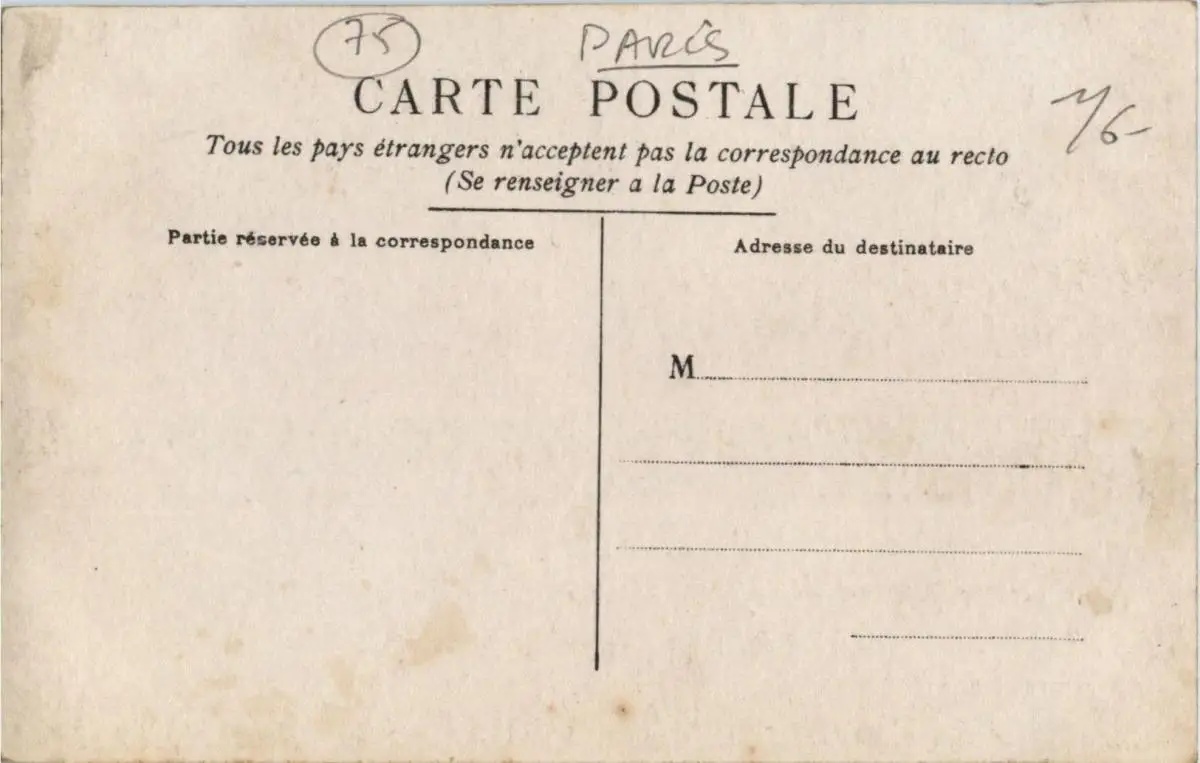 75 PARIS
CARTE POSTALE
Tous les pays étrangers n'acceptent pas la correspondance au recto
(Se renseigner a la Poste)
Partie réservée à la correspondance
Adresse du destinataire
M